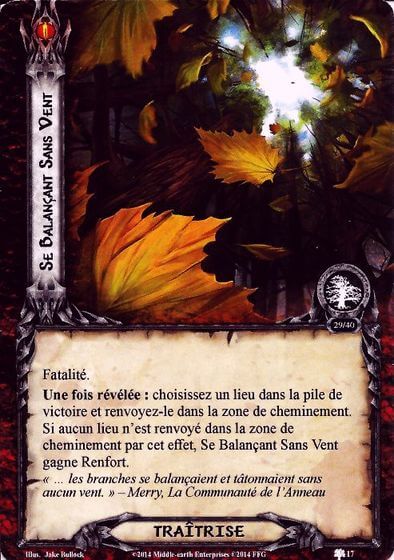 SE BALANÇANT SANS VENT
29/40
Fatalité.
Une fois révélée : choisissez un lieu dans la pile de
victoire et renvoyez-le dans la zone de cheminement.
Si aucun lieu n'est renvoyé dans la zone de
cheminement par cet effet, Se Balançant Sans Vent
gagne Renfort.
« ... les branches se balançaient et tâtonnaient sans
aucun vent. » – Merry, La Communauté de l'Anneau
TRAÎTRISE
Illus. Jake Bullock ©2014 Middle-earth Enterprises ©2014 FFG 17